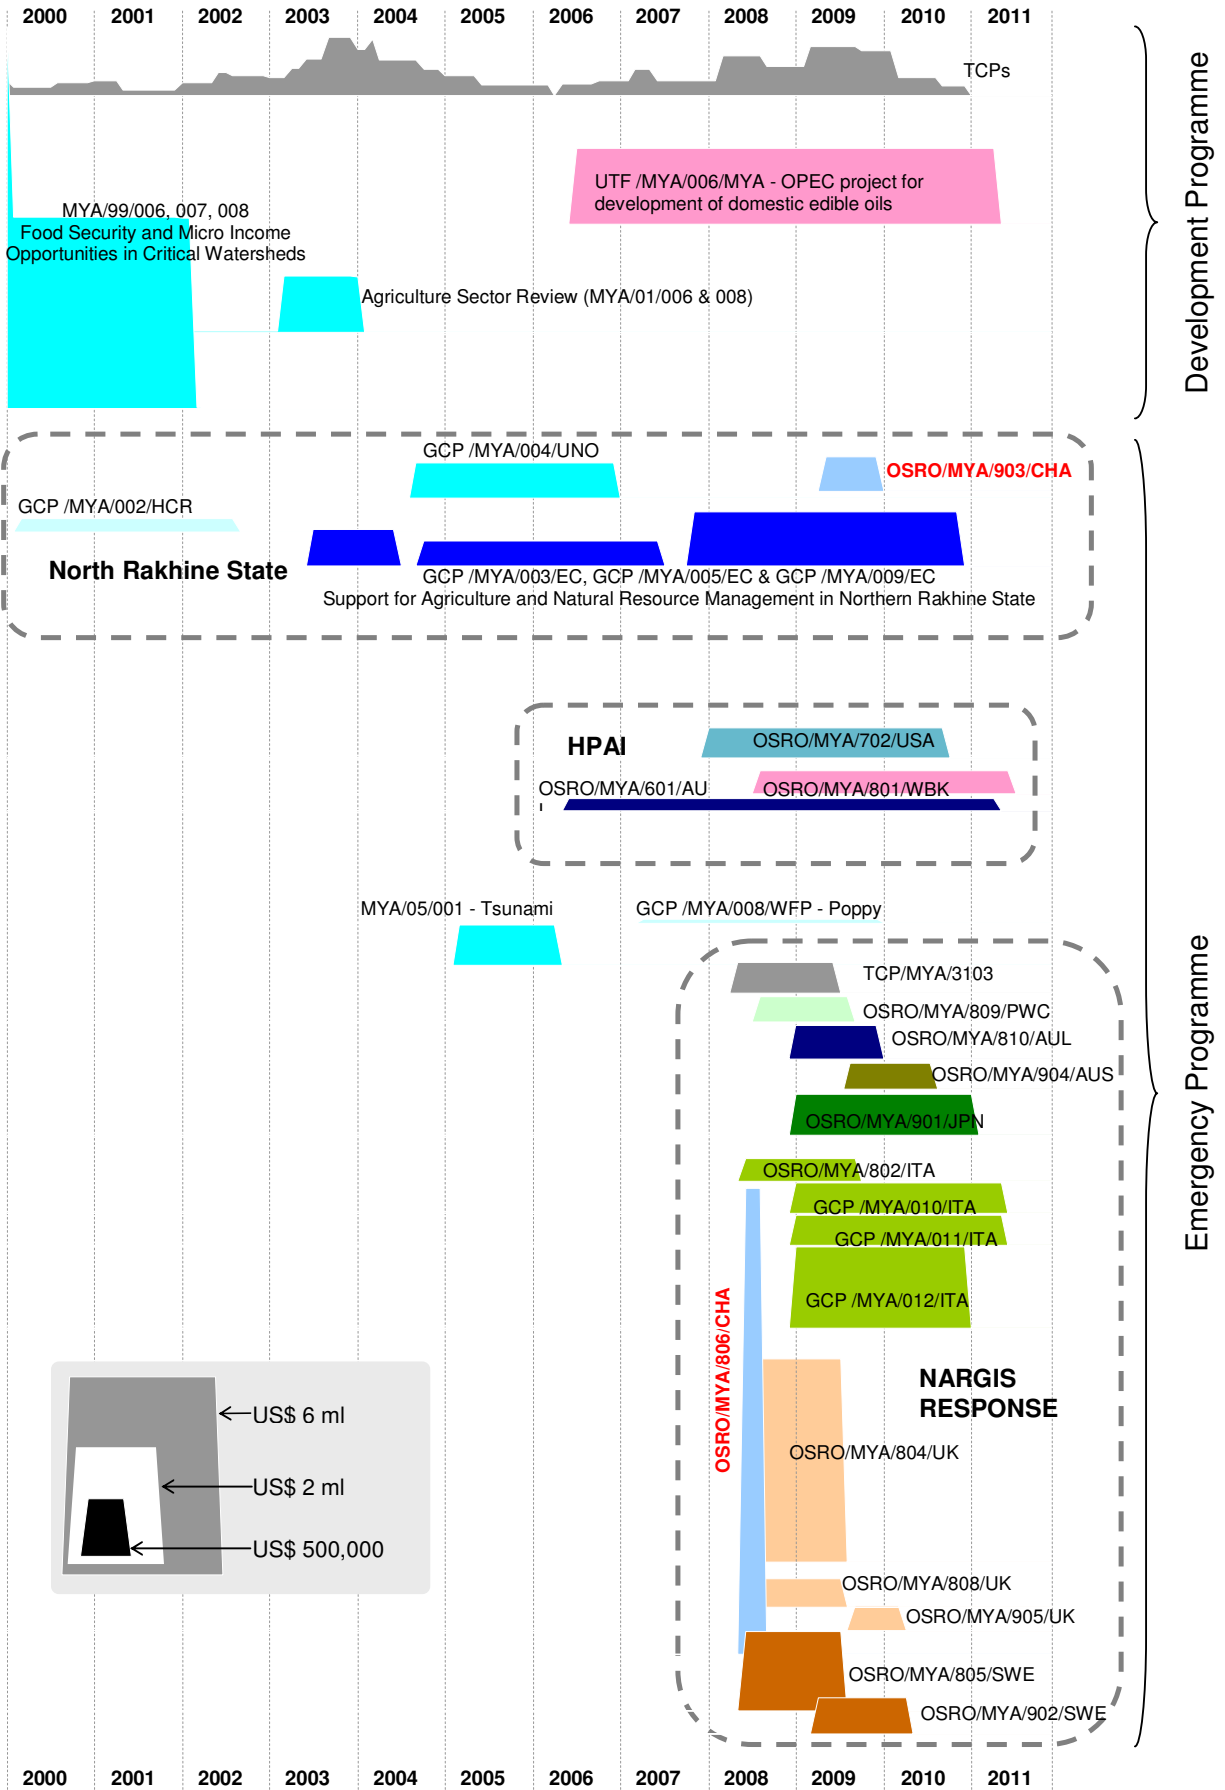 2000 2001 2002 2003 2004 2005 2006 2007 2008 2009 2010 2011
TCPs
UTF /MYA/006/MYA - OPEC project for
development of domestic edible oils
MYA/99/006, 007, 008
Food Security and Micro Income
Opportunities in Critical Watersheds
Agriculture Sector Review (MYA/01/006 & 008)
Development Programme
GCP /MYA/004/UNO
OSRO/MYA/903/CHA
GCP /MYA/002/HCR
North Rakhine State
GCP /MYA/003/EC, GCP /MYA/005/EC & GCP /MYA/009/EC
Support for Agriculture and Natural Resource Management in Northern Rakhine State
HPAI
OSRO/MYA/702/USA
OSRO/MYA/601/AU
OSRO/MYA/801/WBK
MYA/05/001 - Tsunami
GCP /MYA/008/WFP - Poppy
Emergency Programme
TCP/MYA/3103
OSRO/MYA/809/PWC
OSRO/MYA/810/AUL
OSRO/MYA/904/AUS
OSRO/MYA/901/JPN
OSRO/MYA/802/ITA
GCP /MYA/010/ITA
GCP /MYA/011/ITA
GCP /MYA/012/ITA
OSRO/MYA/806/CHA
NARGIS
RESPONSE
OSRO/MYA/804/UK
US$ 6 ml
US$ 2 ml
US$ 500,000
OSRO/MYA/808/UK
OSRO/MYA/905/UK
OSRO/MYA/805/SWE
OSRO/MYA/902/SWE
2000 2001 2002 2003 2004 2005 2006 2007 2008 2009 2010 2011